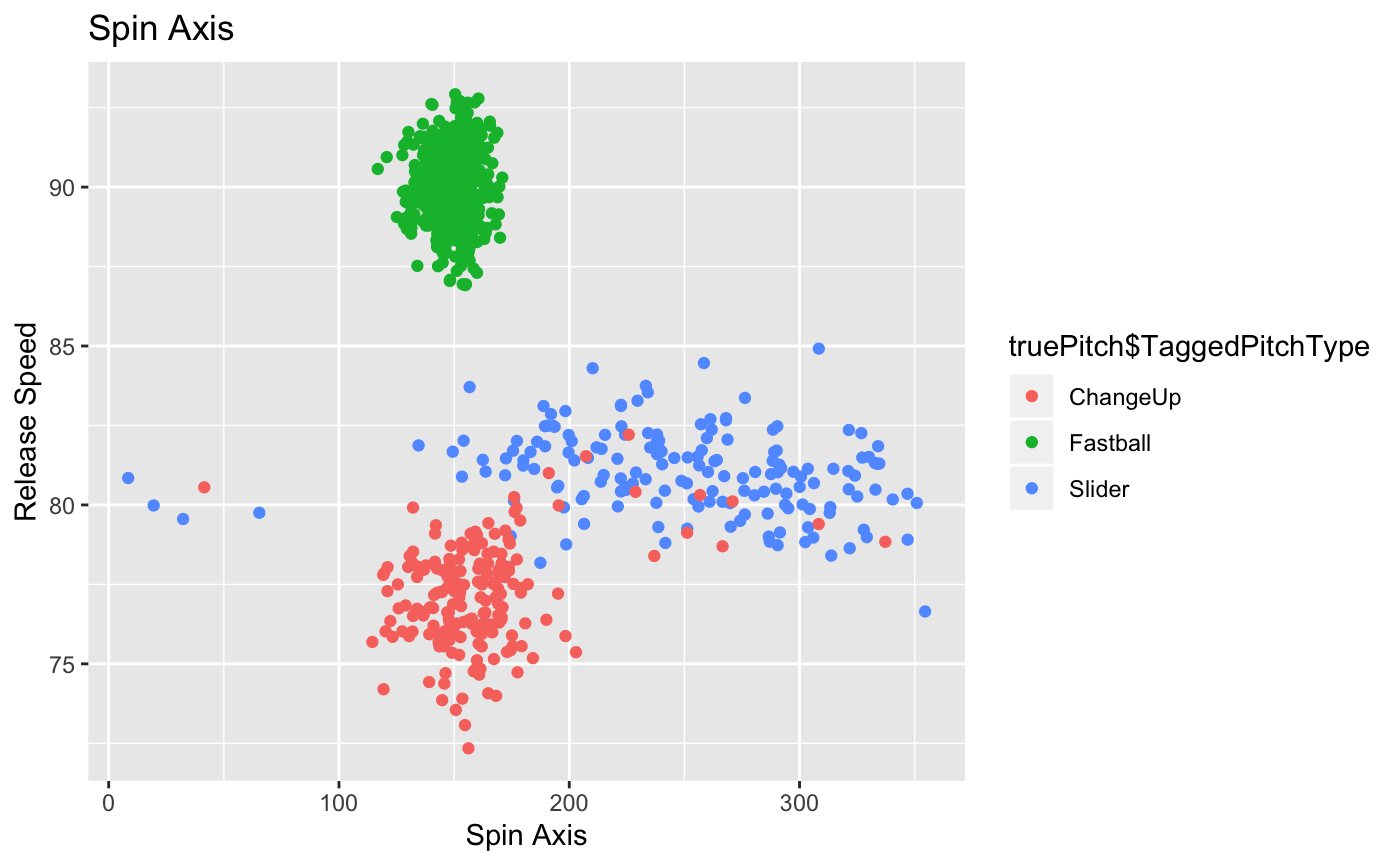 Spin Axis
Release Speed
90
85
80
75
0 100 200 300
Spin Axis
truePitch$TaggedPitchType
ChangeUp
Fastball
Slider